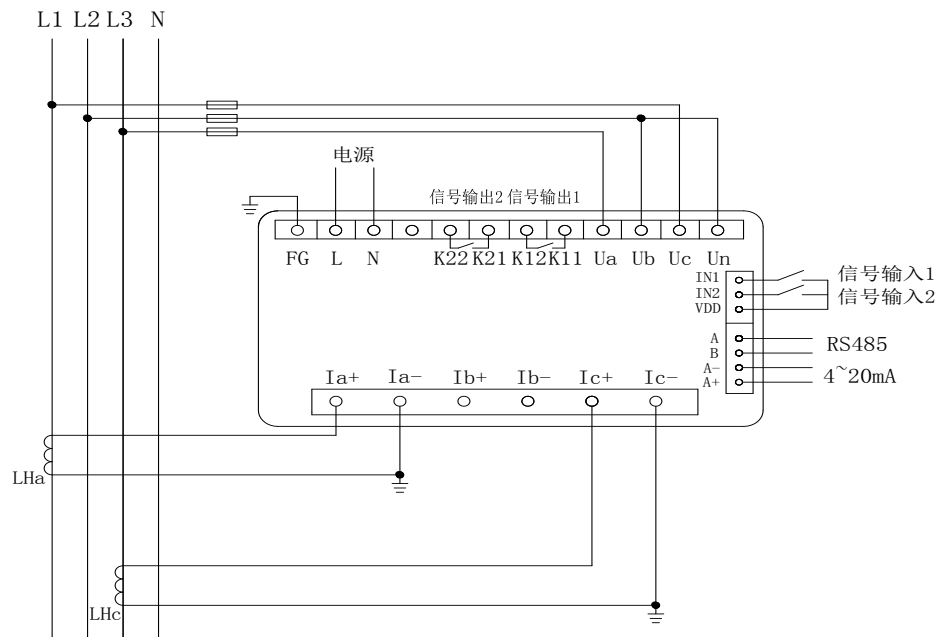 L1 L2 L3 N
电源
信号输出2 信号输出1
FG L N K22 K21 K12 K11 Ua Ub Uc Un
IN1
信号输入1
IN2
信号输入2
VDD
A
RS485
B
A-
4~20mA
A+
Ia+ Ia- Ib+ Ib- Ic+ Ic-
LHa
LHc